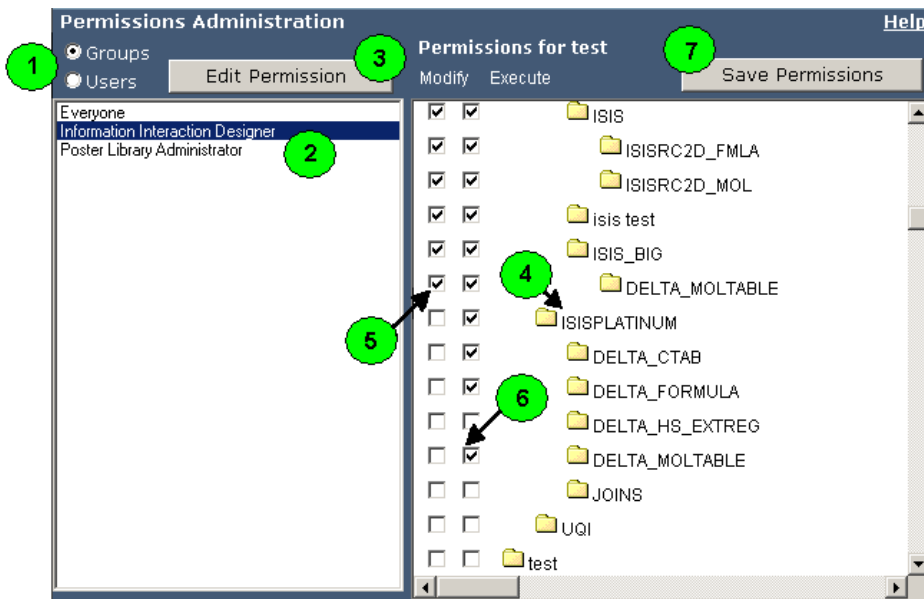 Permissions Administration Help
1 Groups 3 Permissions for test 7
Users Edit Permission Modify Execute Save Permissions
Everyone
Information Interaction Designer
Poster Library Administrator
2
ISIS
ISISRC2D_FMLA
ISISRC2D_MOL
isis test
ISIS_BIG
4
DELTA_MOLTABLE
5
ISISPLATINUM
DELTA_CTAB
DELTA_FORMULA
6
DELTA_HS_EXTREG
DELTA_MOLTABLE
JOINS
UQI
test